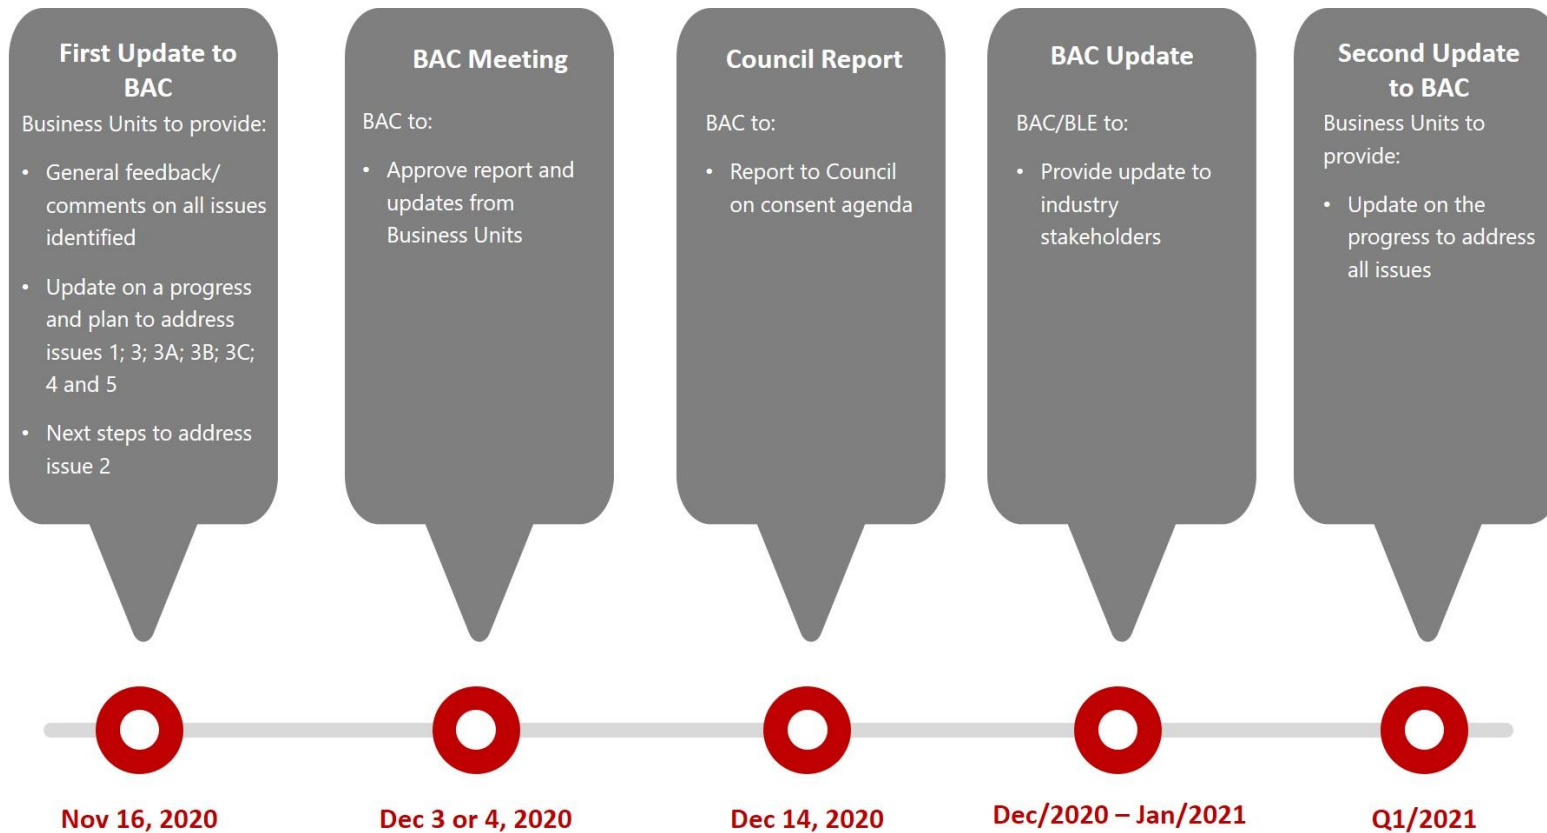 First Update to
BAC
Business Units to provide:
• General feedback/
comments on all issues
identified
• Update on a progress
and plan to address
issues 1; 3; 3A; 3B; 3C;
4 and 5
• Next steps to address
issue 2
BAC Meeting
BAC to:
• Approve report and
updates from
Business Units
Council Report
BAC to:
• Report to Council
on consent agenda
BAC Update
BAC/BLE to:
• Provide update to
industry
stakeholders
Second Update
to BAC
Business Units to
provide:
• Update on the
progress to address
all issues
Nov 16, 2020
Dec 3 or 4, 2020
Dec 14, 2020
Dec/2020 – Jan/2021
Q1/2021